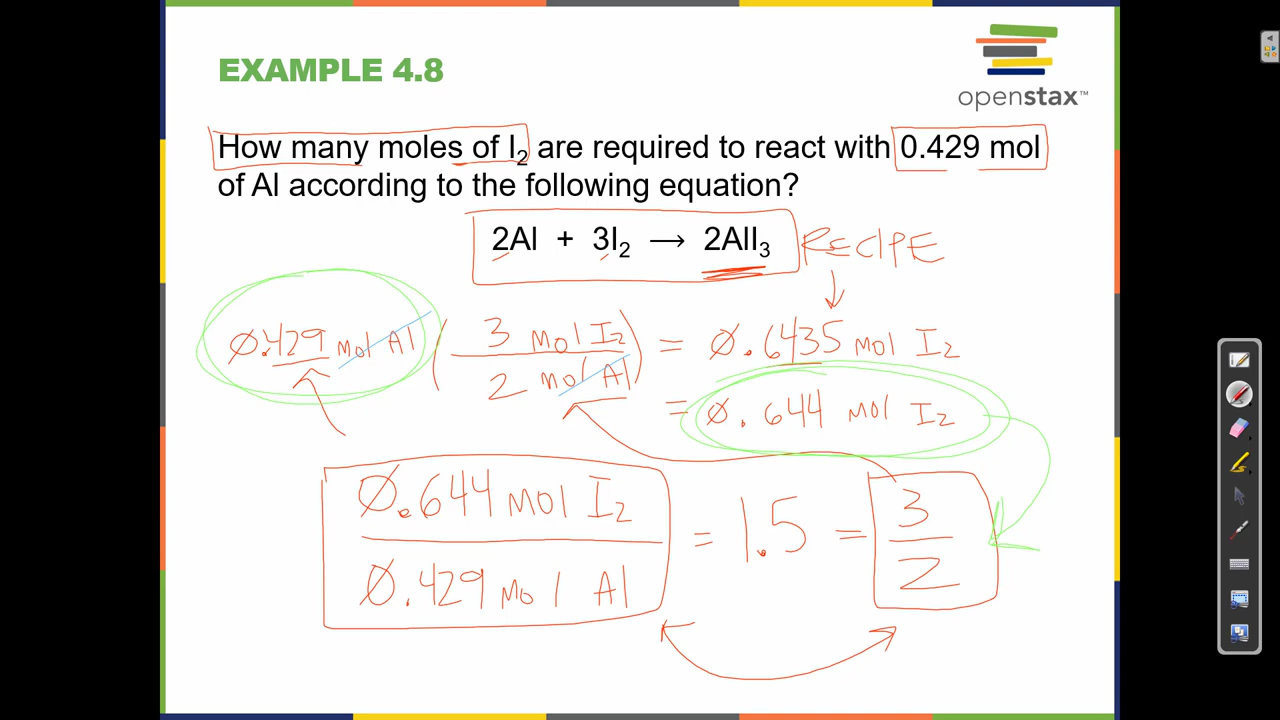 EXAMPLE 4.8
openstax™
How many moles of I₂ are required to react with 0.429 mol
of Al according to the following equation?
2Al + 3I₂ ⟶ 2AlI₃ RECIPE
0.429 mol Al ( 3 mol I₂ / 2 mol Al ) = 0.6435 mol I₂
= 0.644 mol I₂
0.644 mol I₂ / 0.429 mol Al = 1.5 = 3 / 2